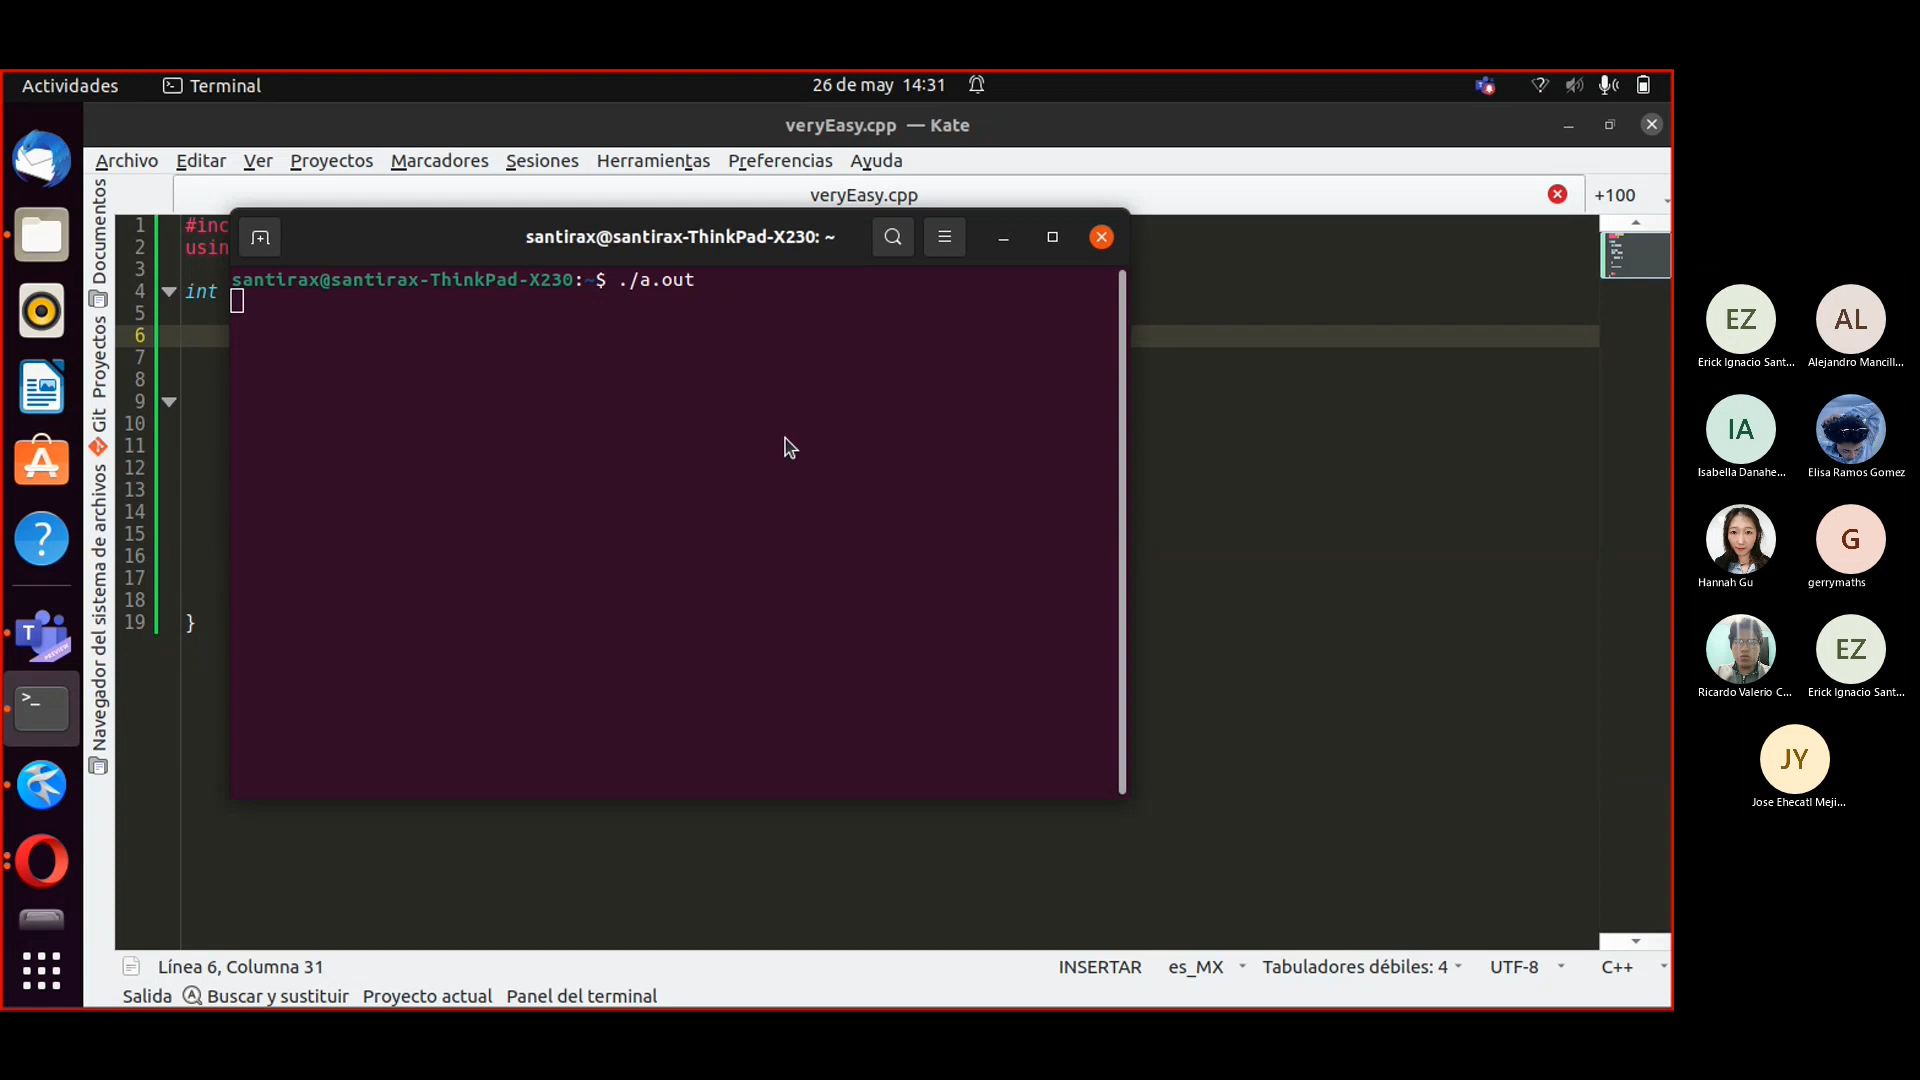 Actividades
Terminal
26 de may 14:31
veryEasy.cpp — Kate
Archivo Editar Ver Proyectos Marcadores Sesiones Herramientas Preferencias Ayuda
veryEasy.cpp
+100
Documentos
Proyectos
Git
Navegador del sistema de archivos
santirax@santirax-ThinkPad-X230: ~
santirax@santirax-ThinkPad-X230:~$ ./a.out
1 #inc
2 usin
3
4 int
5
6
7
8
9
10
11
12
13
14
15
16
17
18
19 }
T
PREVIEW
>_
?
Línea 6, Columna 31
INSERTAR
es_MX
Tabuladores débiles: 4
UTF-8
C++
Salida Buscar y sustituir Proyecto actual Panel del terminal
EZ
Erick Ignacio Sant...
AL
Alejandro Mancill...
IA
Isabella Danahe...
Elisa Ramos Gomez
Hannah Gu
G
gerrymaths
Ricardo Valerio C...
EZ
Erick Ignacio Sant...
JY
Jose Ehecatl Meji...